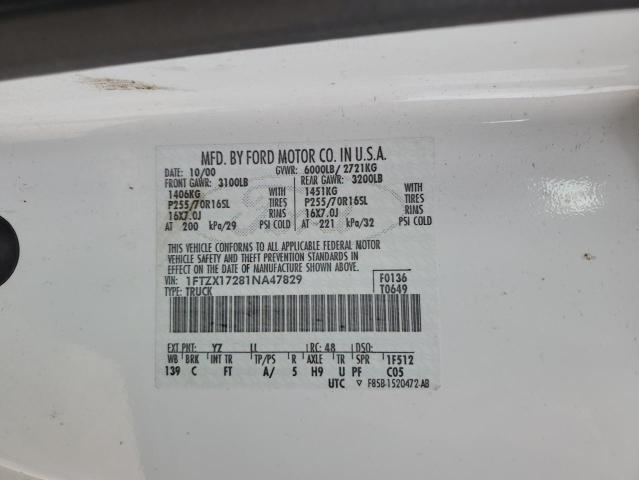 MFD. BY FORD MOTOR CO. IN U.S.A.
DATE: 10/00 GVWR: 6000LB/ 2721KG
FRONT GAWR: 3100LB REAR GAWR: 3200LB
1406KG WITH 1451KG WITH
P255/70R16SL TIRES P255/70R16SL TIRES
16X7.0J RIMS 16X7.0J RIMS
AT 200 kPa/29 PSI COLD AT 221 kPa/32 PSI COLD
THIS VEHICLE CONFORMS TO ALL APPLICABLE FEDERAL MOTOR
VEHICLE SAFETY AND THEFT PREVENTION STANDARDS IN
EFFECT ON THE DATE OF MANUFACTURE SHOWN ABOVE
VIN: 1FTZX17281NA47829 F0136
TYPE: TRUCK T0649
EXT PNT: YZ RC: 48 DSO:
WB BRK INT TR TP/PS R AXLE TR SPR 1F512
139 C FT A/ 5 H9 U PF C05
UTC ▽ F85B-1520472-AB